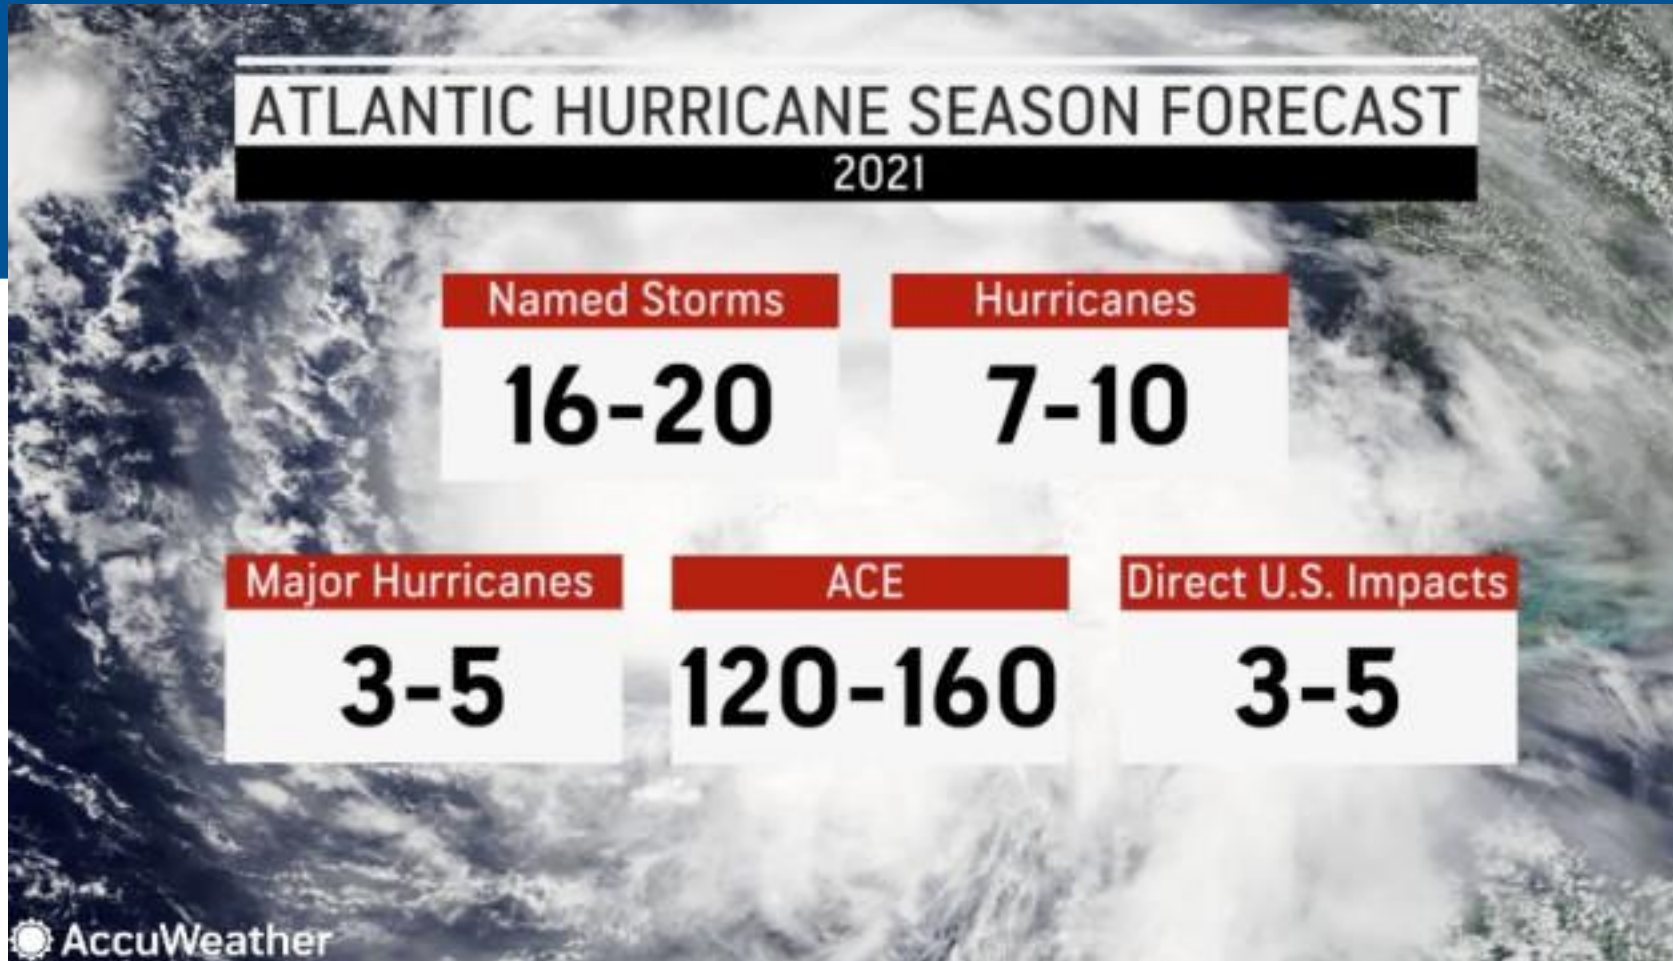 ATLANTIC HURRICANE SEASON FORECAST
2021
Named Storms
16-20
Hurricanes
7-10
Major Hurricanes
3-5
ACE
120-160
Direct U.S. Impacts
3-5
AccuWeather